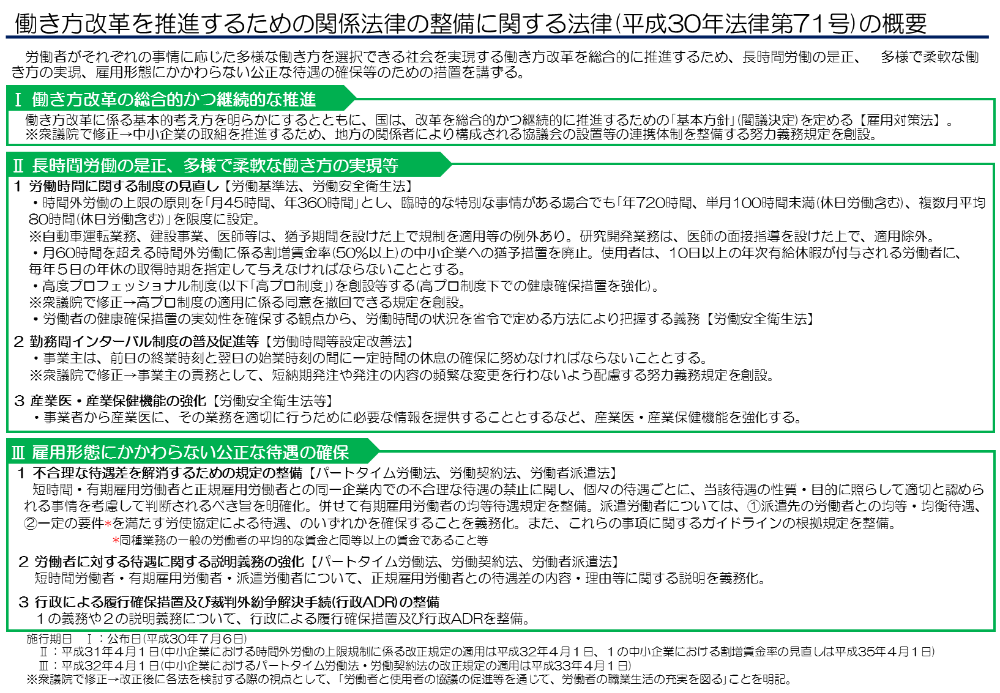 働き方改革を推進するための関係法律の整備に関する法律(平成30年法律第71号)の概要
労働者がそれぞれの事情に応じた多様な働き方を選択できる社会を実現する働き方改革を総合的に推進するため、長時間労働の是正、　多様で柔軟な働
き方の実現、雇用形態にかかわらない公正な待遇の確保等のための措置を講ずる。
Ⅰ 働き方改革の総合的かつ継続的な推進
働き方改革に係る基本的考え方を明らかにするとともに、国は、改革を総合的かつ継続的に推進するための「基本方針」(閣議決定)を定める【雇用対策法】。
※衆議院で修正→中小企業の取組を推進するため、地方の関係者により構成される協議会の設置等の連携体制を整備する努力義務規定を創設。
Ⅱ 長時間労働の是正、多様で柔軟な働き方の実現等
1 労働時間に関する制度の見直し【労働基準法、労働安全衛生法】
・時間外労働の上限の原則を「月45時間、年360時間」とし、臨時的な特別な事情がある場合でも「年720時間、単月100時間未満(休日労働含む)、複数月平均
80時間(休日労働含む)」を限度に設定。
※自動車運転業務、建設事業、医師等は、猶予期間を設けた上で規制を適用等の例外あり。研究開発業務は、医師の面接指導を設けた上で、適用除外。
・月60時間を超える時間外労働に係る割増賃金率(50%以上)の中小企業への猶予措置を廃止。使用者は、10日以上の年次有給休暇が付与される労働者に、
毎年５日の年休の取得時期を指定して与えなければならないこととする。
・高度プロフェッショナル制度(以下「高プロ制度」)を創設等する(高プロ制度下での健康確保措置を強化)。
※衆議院で修正→高プロ制度の適用に係る同意を撤回できる規定を創設。
・労働者の健康確保措置の実効性を確保する観点から、労働時間の状況を省令で定める方法により把握する義務【労働安全衛生法】
2 勤務間インターバル制度の普及促進等【労働時間等設定改善法】
・事業主は、前日の終業時刻と翌日の始業時刻の間に一定時間の休息の確保に努めなければならないこととする。
※衆議院で修正→事業主の責務として、短納期発注や発注の内容の頻繁な変更を行わないよう配慮する努力義務規定を創設。
3 産業医・産業保健機能の強化【労働安全衛生法等】
・事業者から産業医に、その業務を適切に行うために必要な情報を提供することとするなど、産業医・産業保健機能を強化する。
Ⅲ 雇用形態にかかわらない公正な待遇の確保
1 不合理な待遇差を解消するための規定の整備【パートタイム労働法、労働契約法、労働者派遣法】
短時間・有期雇用労働者と正規雇用労働者との同一企業内での不合理な待遇の禁止に関し、個々の待遇ごとに、当該待遇の性質・目的に照らして適切と認めら
れる事情を考慮して判断されるべき旨を明確化。併せて有期雇用労働者の均等待遇規定を整備。派遣労働者については、①派遣先の労働者との均等・均衡待遇、
②一定の要件*を満たす労使協定による待遇、のいずれかを確保することを義務化。また、これらの事項に関するガイドラインの根拠規定を整備。
*同種業務の一般の労働者の平均的な賃金と同等以上の賃金であること等
2 労働者に対する待遇に関する説明義務の強化【パートタイム労働法、労働契約法、労働者派遣法】
短時間労働者・有期雇用労働者・派遣労働者について、正規雇用労働者との待遇差の内容・理由等に関する説明を義務化。
3 行政による履行確保措置及び裁判外紛争解決手続(行政ADR)の整備
１の義務や２の説明義務について、行政による履行確保措置及び行政ADRを整備。
施行期日　Ⅰ：公布日(平成30年７月６日)
Ⅱ：平成31年４月１日(中小企業における時間外労働の上限規制に係る改正規定の適用は平成32年４月１日、１の中小企業における割増賃金率の見直しは平成35年４月１日)
Ⅲ：平成32年４月１日(中小企業におけるパートタイム労働法・労働契約法の改正規定の適用は平成33年４月１日)
※衆議院で修正→改正後に各法を検討する際の視点として、「労働者と使用者の協議の促進等を通じて、労働者の職業生活の充実を図る」ことを明記。